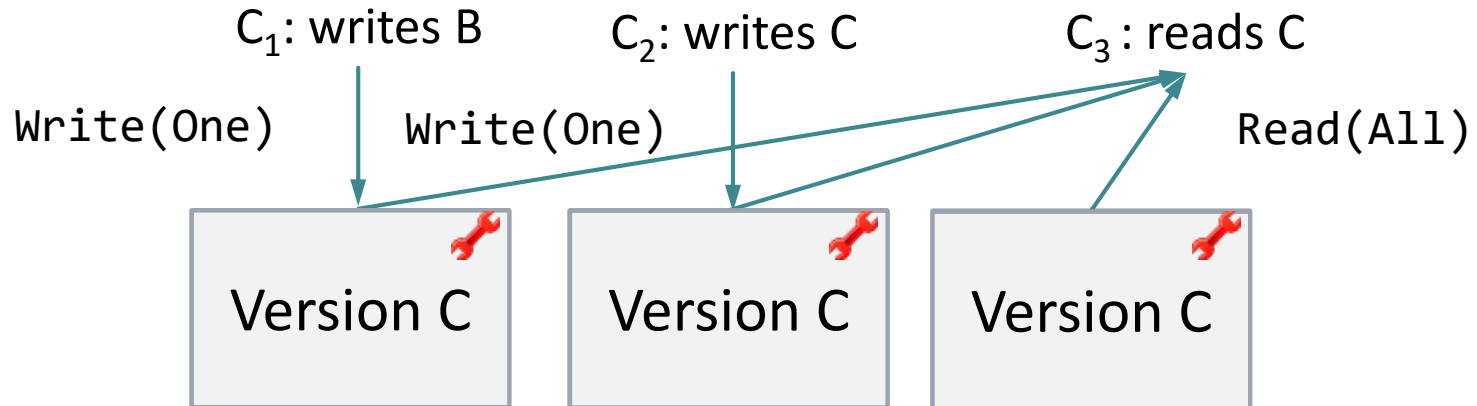 C₁: writes B
C₂: writes C
C₃ : reads C
Write(One)
Write(One)
Read(All)
Version C
Version C
Version C